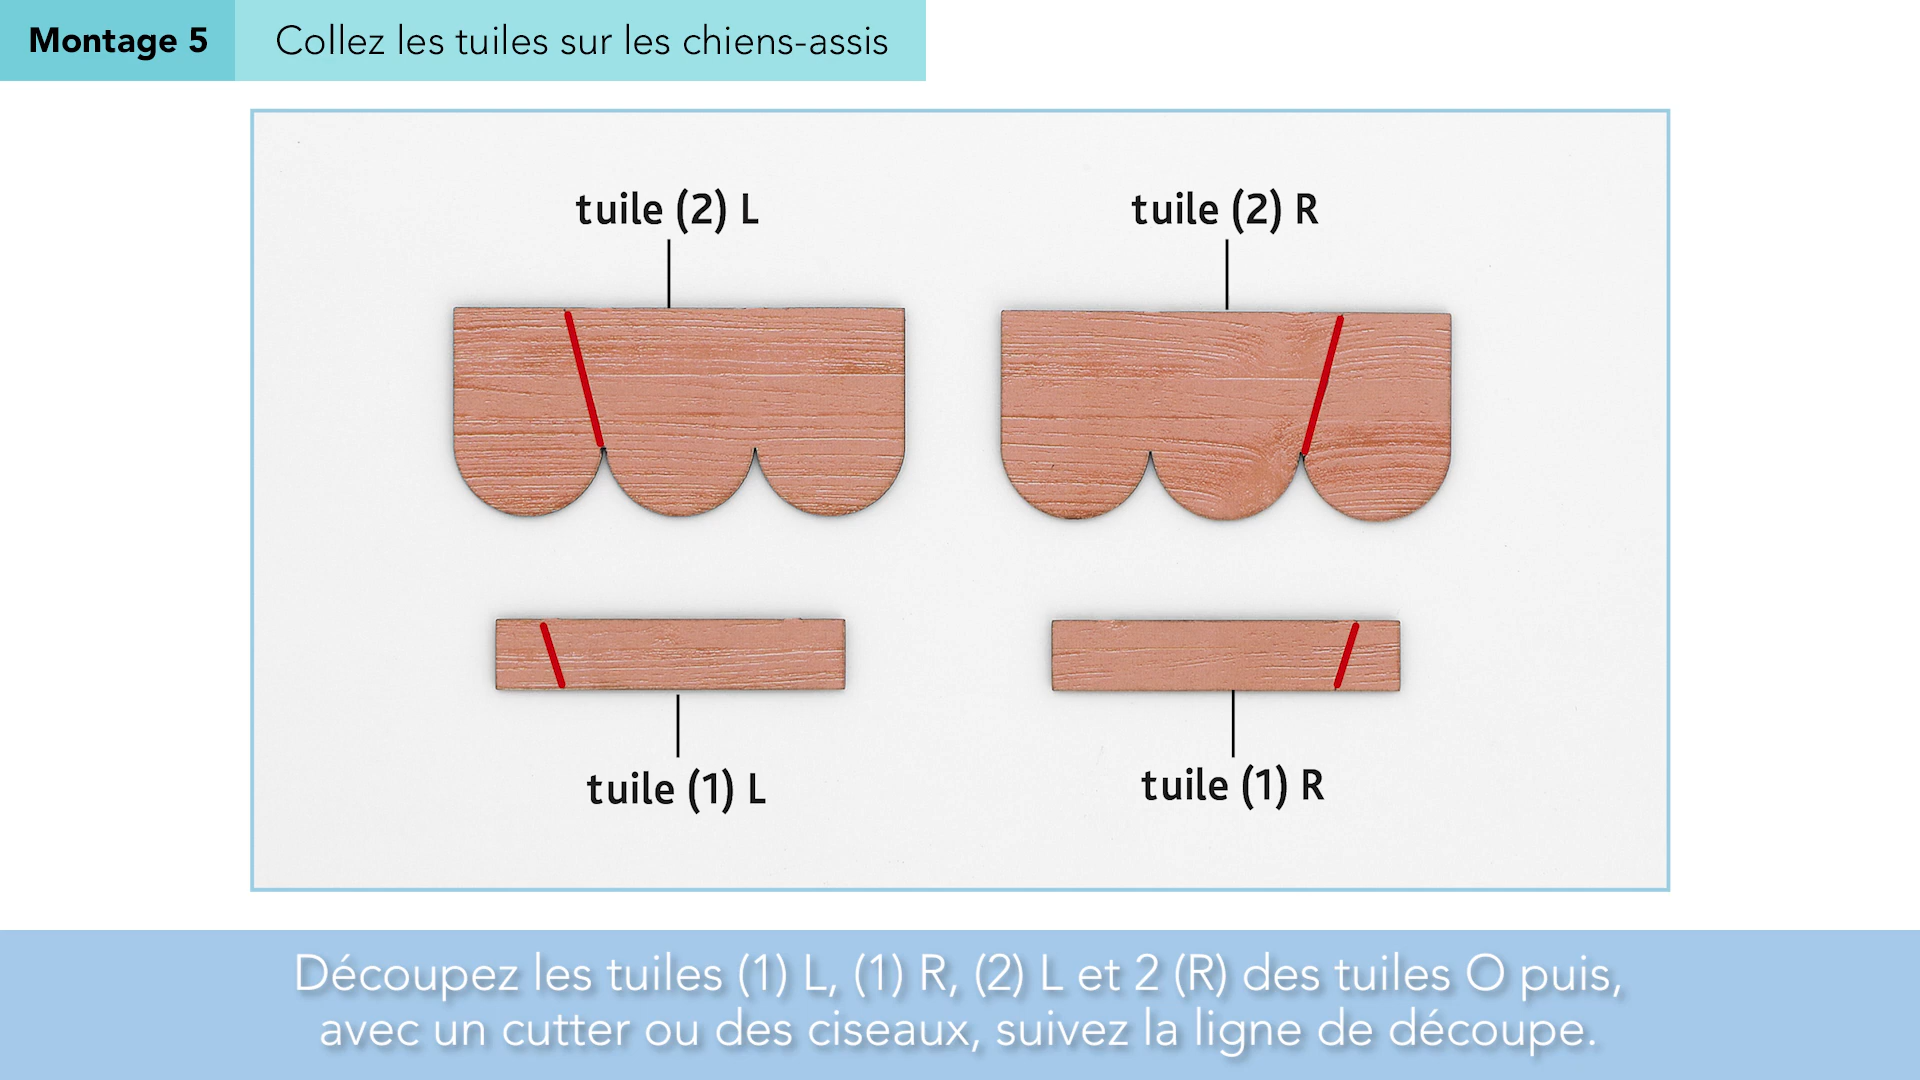 Montage 5
Collez les tuiles sur les chiens-assis
tuile (2) L
tuile (2) R
tuile (1) L
tuile (1) R
Découpez les tuiles (1) L, (1) R, (2) L et 2 (R) des tuiles O puis,
avec un cutter ou des ciseaux, suivez la ligne de découpe.